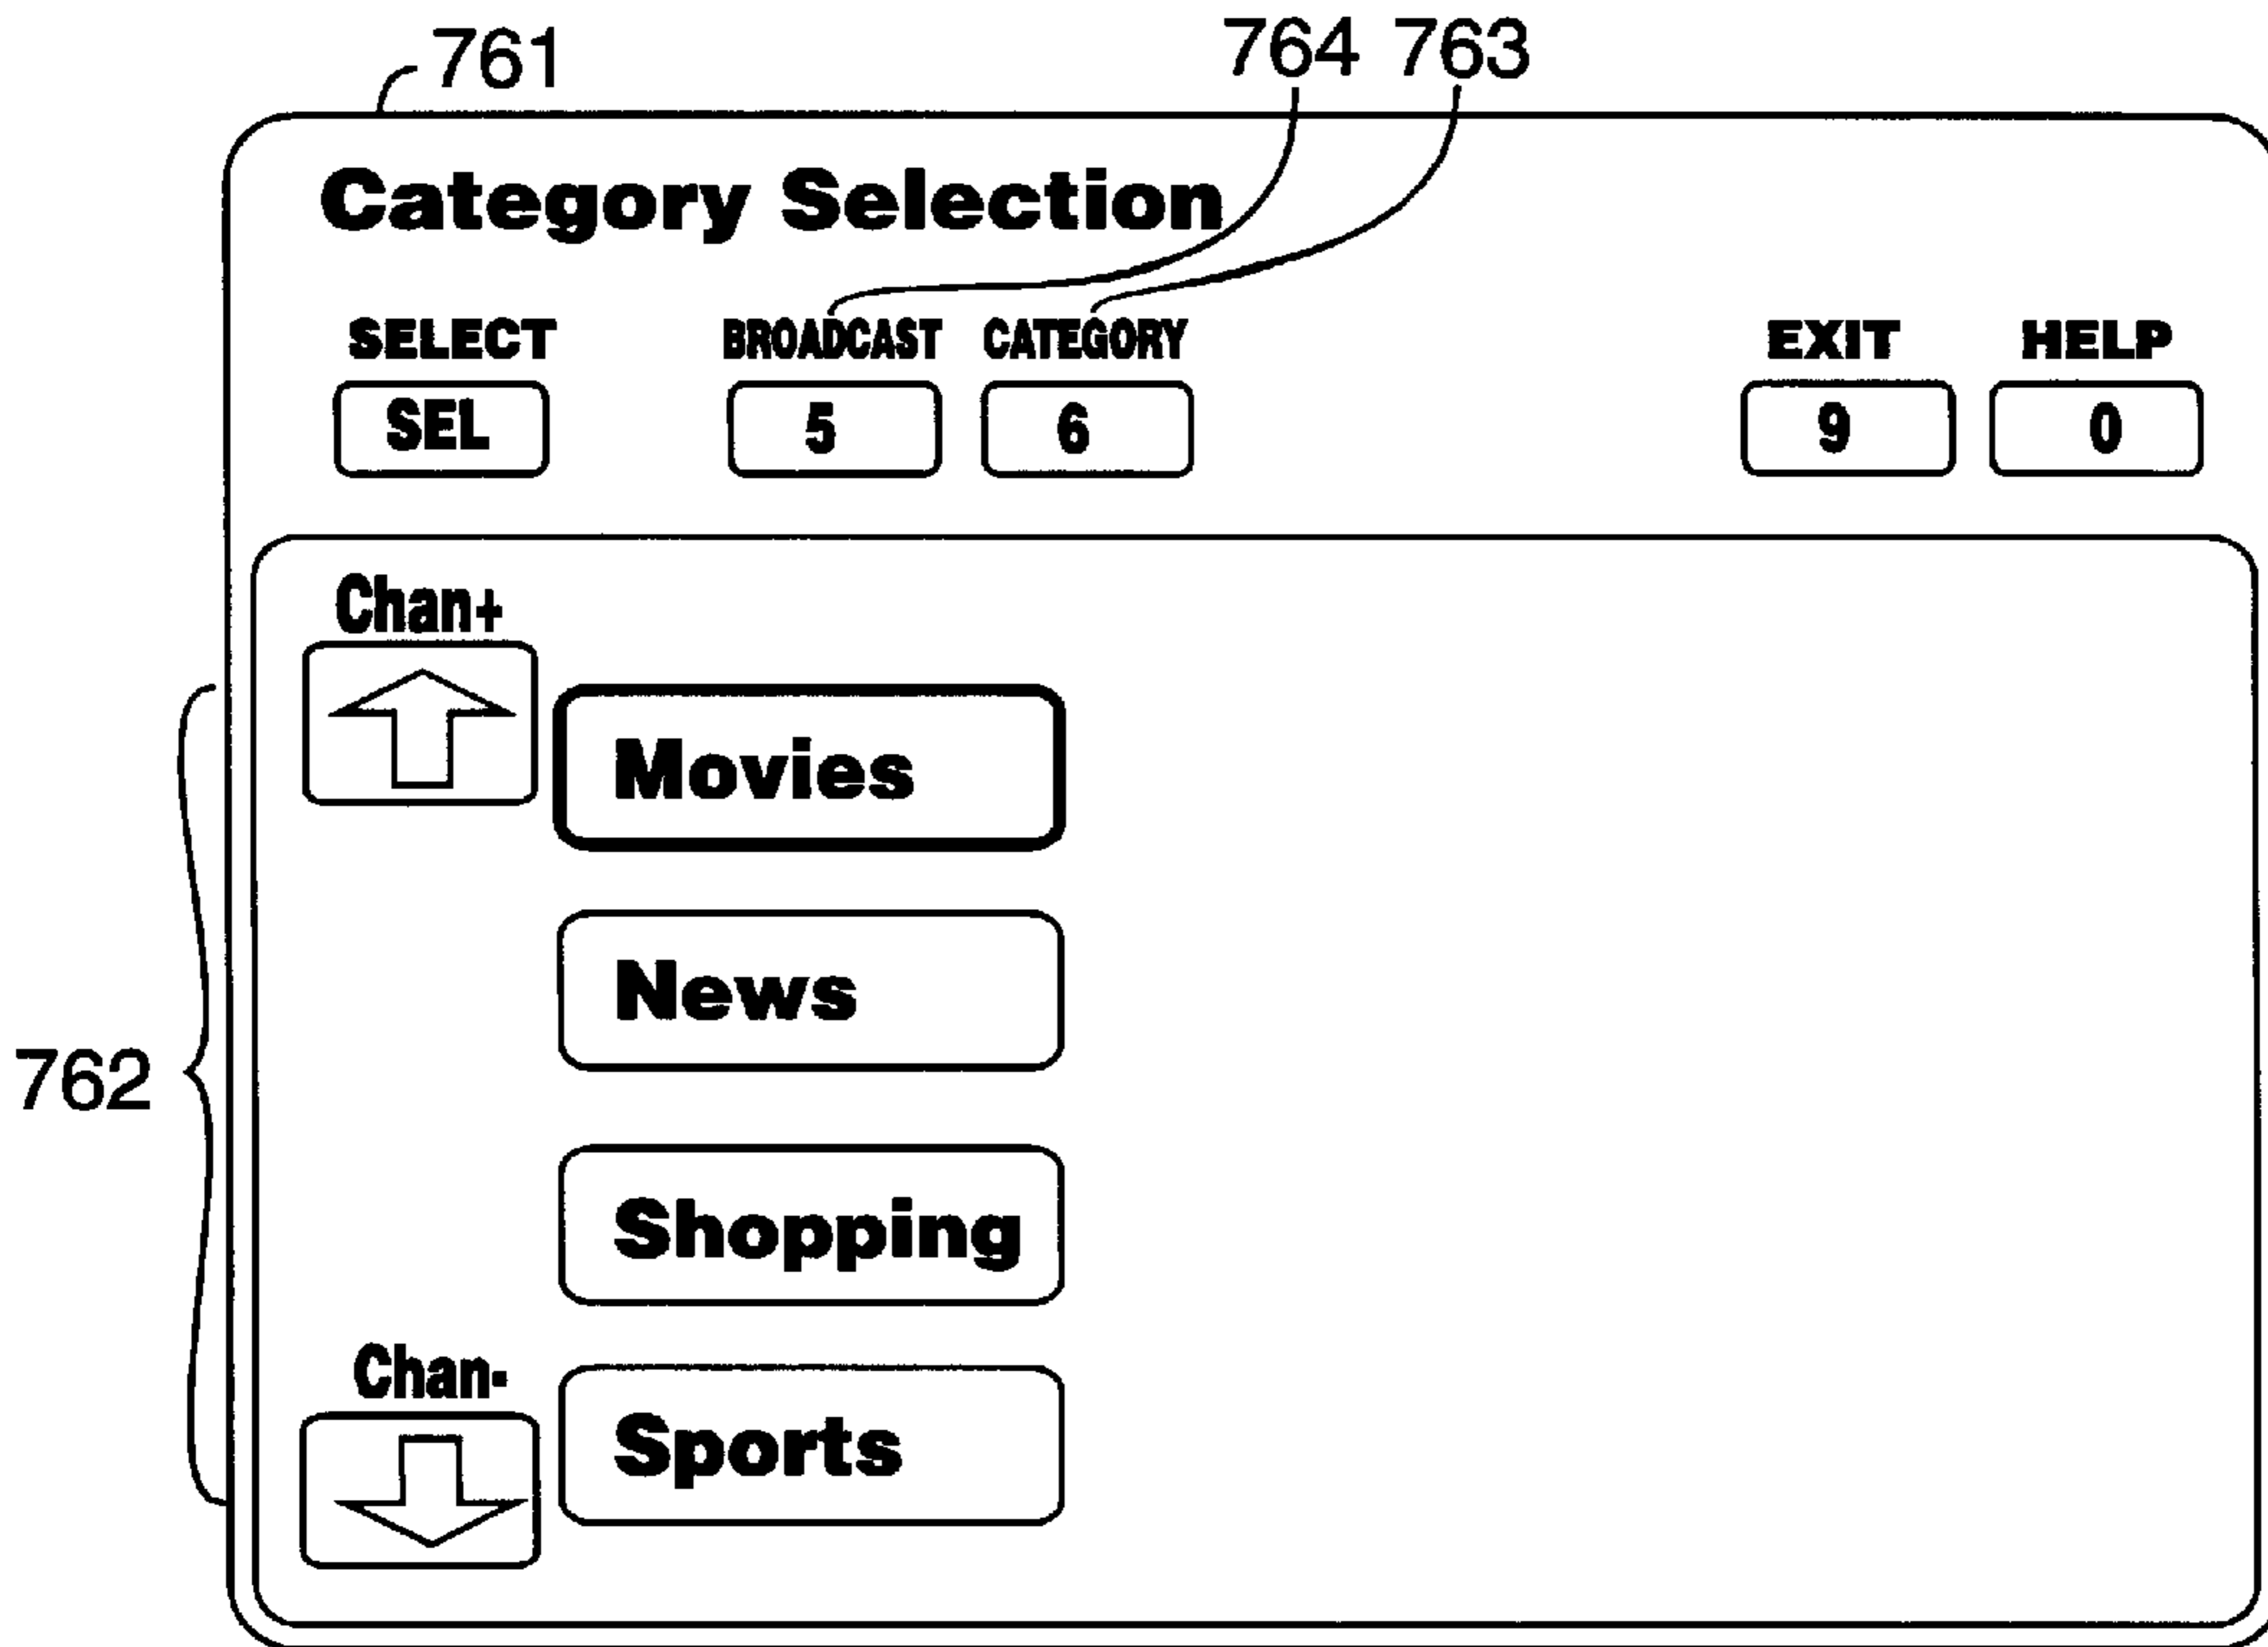 761 764 763
Category Selection
SELECT BROADCAST CATEGORY EXIT HELP
SEL 5 6 9 0
Chan+
Movies
News
762
Shopping
Chan-
Sports